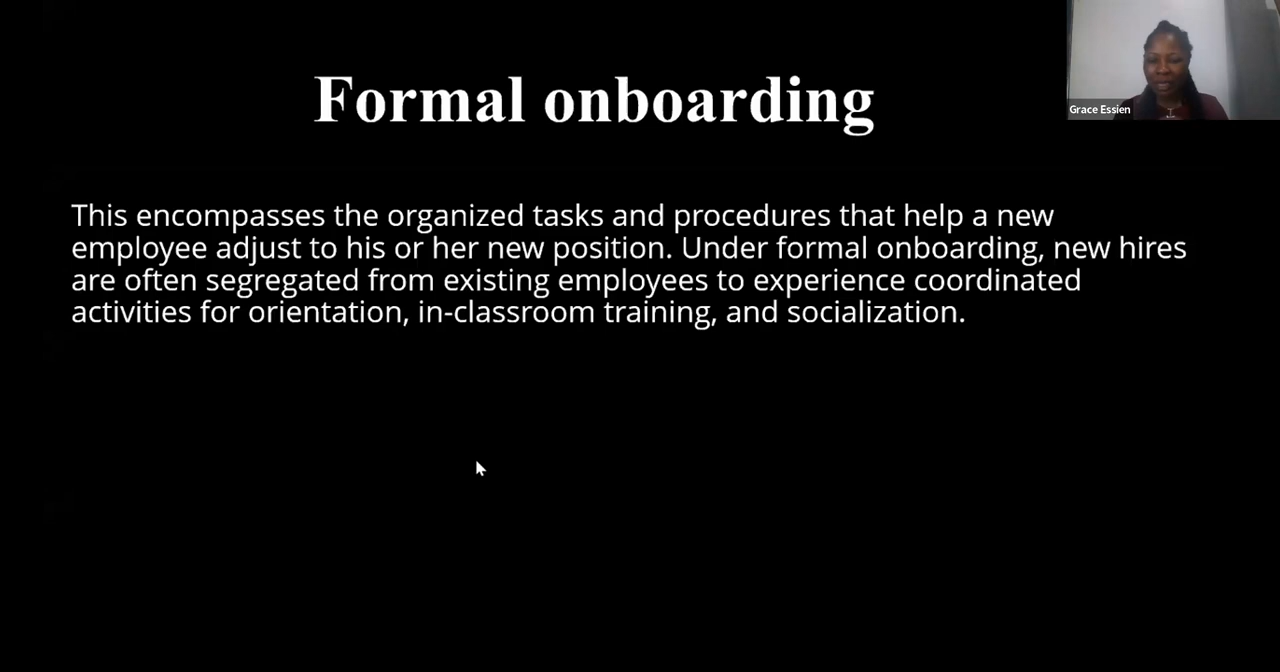 Formal onboarding
Grace Essien
This encompasses the organized tasks and procedures that help a new
employee adjust to his or her new position. Under formal onboarding, new hires
are often segregated from existing employees to experience coordinated
activities for orientation, in-classroom training, and socialization.